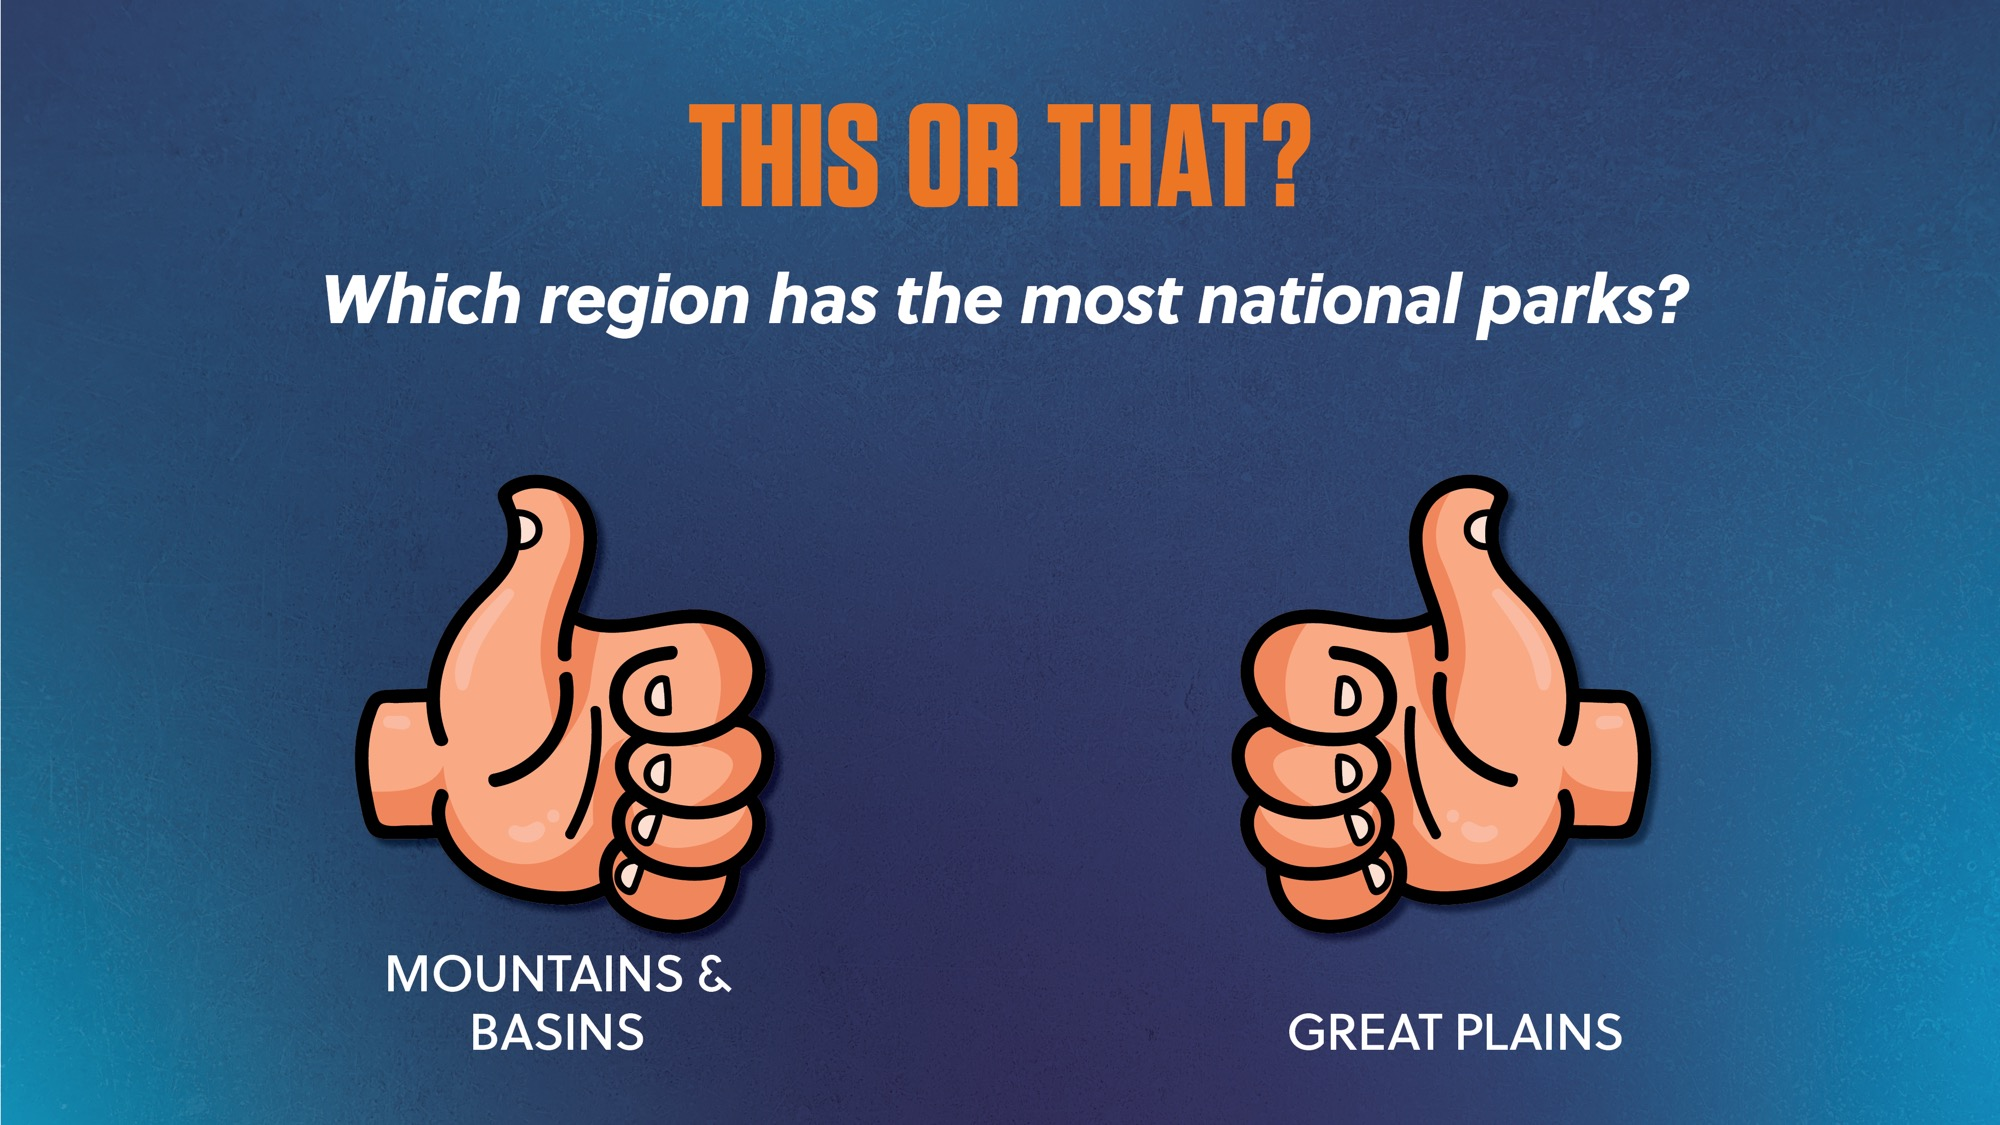 THIS OR THAT?
Which region has the most national parks?
MOUNTAINS &
BASINS
GREAT PLAINS